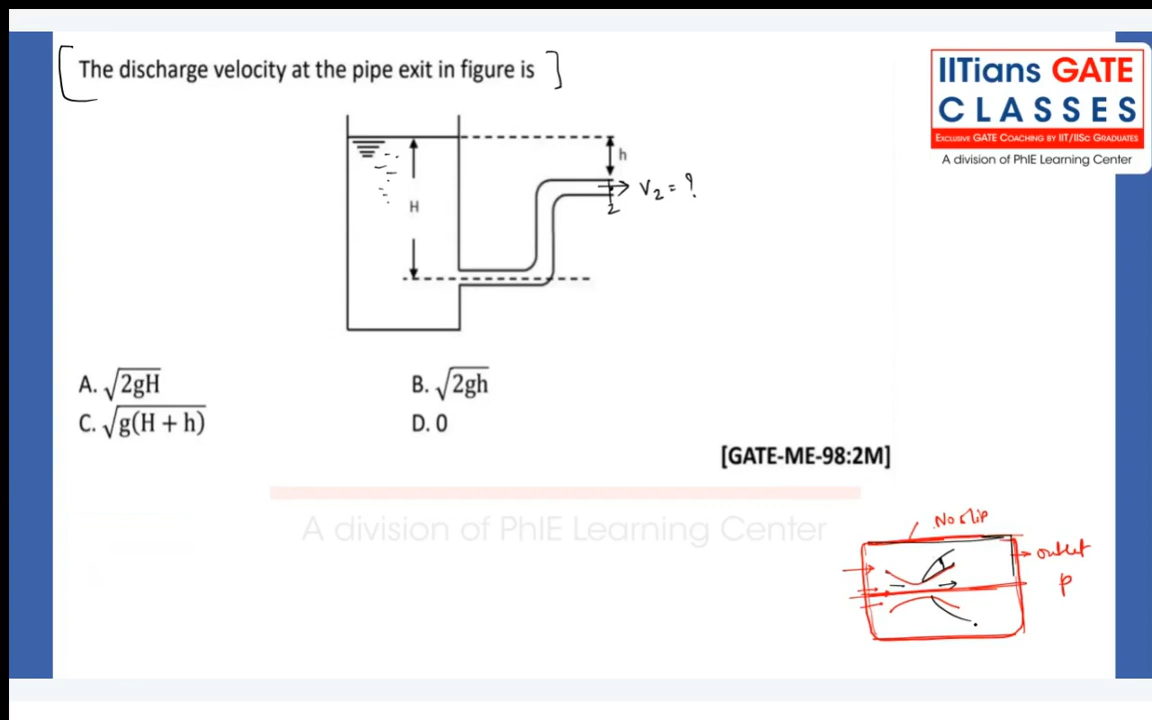 [The discharge velocity at the pipe exit in figure is]
IITians GATE
CLASSES
EXCLUSIVE GATE COACHING BY IIT/IISC GRADUATES
A division of PhIE Learning Center
h
V₂ = ?
2
H
A. √2gH
B. √2gh
C. √g(H + h)
D. 0
[GATE-ME-98:2M]
A division of PhIE Learning Center
No slip
outlet
P